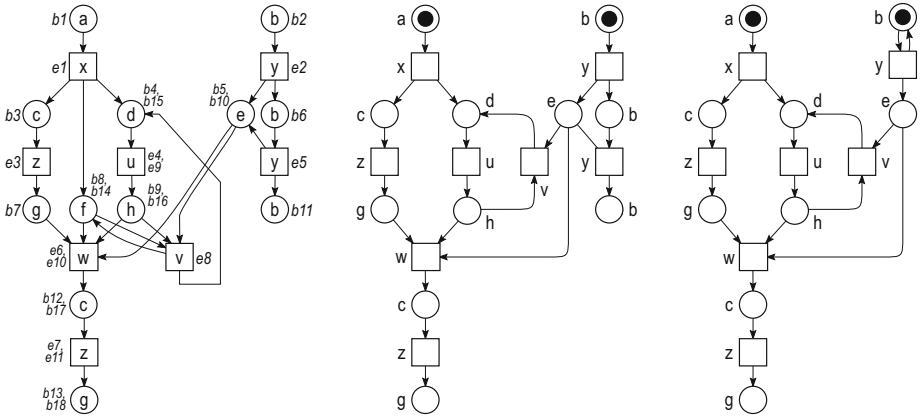 b1 a b b2
e1 x y e2
b3 c
b4,
b15
d
b5,
b10
e b b6
e3 z u
e4,
e9
y e5
b7 g
b8,
b14
f h
b9,
b16
b b11
e6,
e10
w v e8
b12,
b17
c
e7,
e11
z
b13,
b18
g
a b
x y
c d e b
z u v y
g h
w
c
z
g
a b
x y
c d e
z u v
g h
w
c
z
g